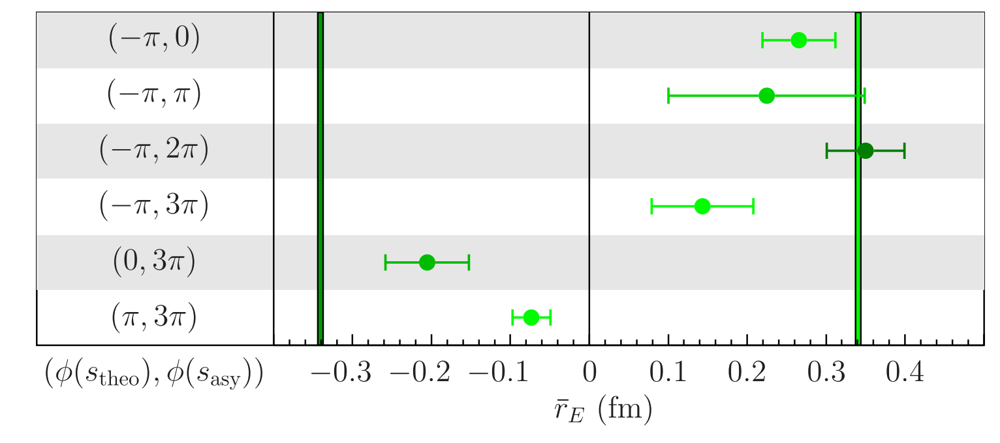 (−π, 0)
(−π, π)
(−π, 2π)
(−π, 3π)
(0, 3π)
(π, 3π)
(ϕ(s_theo), ϕ(s_asy)) −0.3 −0.2 −0.1 0 0.1 0.2 0.3 0.4
r̄_E (fm)